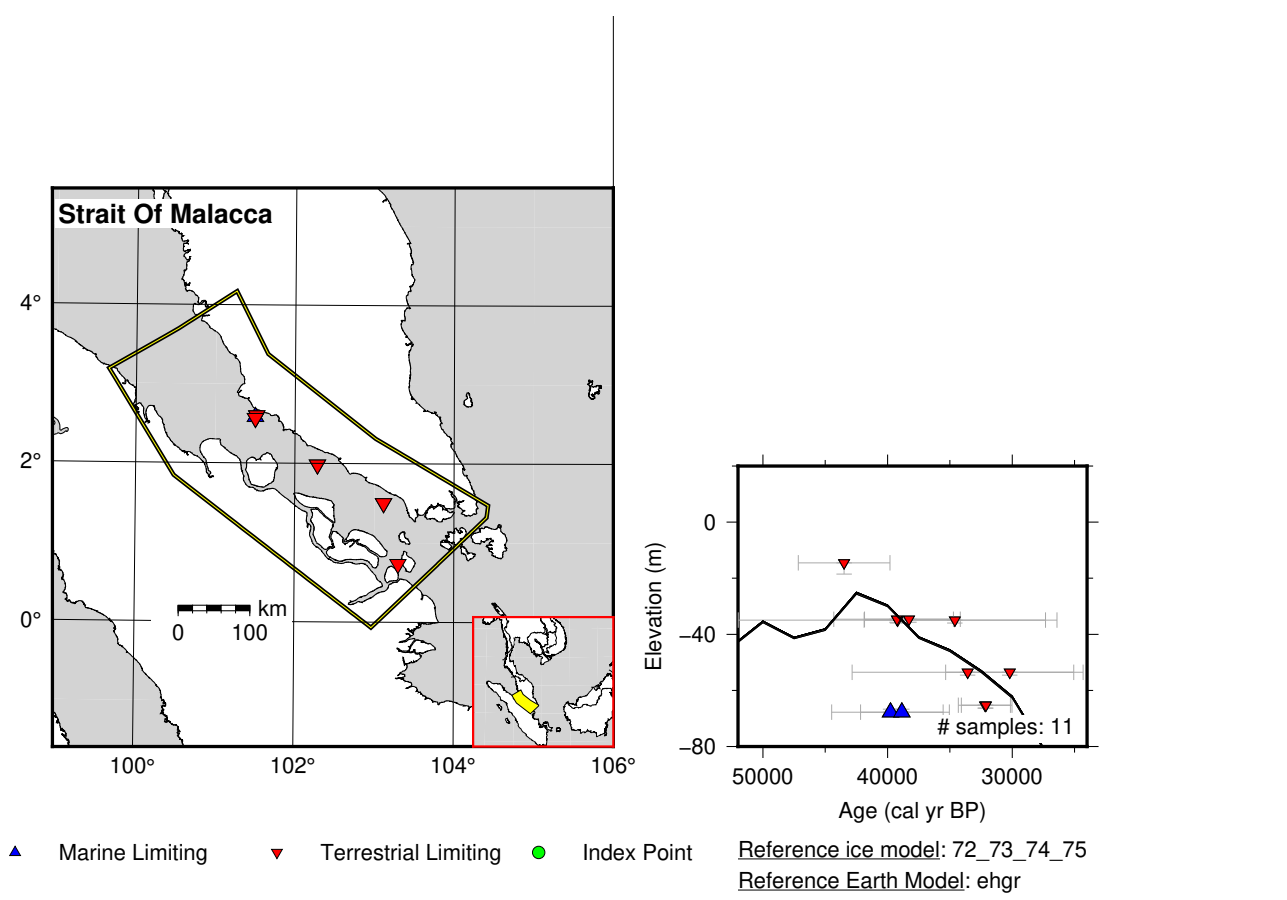 Strait Of Malacca
4°
2°
0°
km
0 100
100° 102° 104° 106°
Elevation (m)
0
−40
−80
# samples: 11
50000 40000 30000
Age (cal yr BP)
Marine Limiting Terrestrial Limiting Index Point
Reference ice model: 72_73_74_75
Reference Earth Model: ehgr